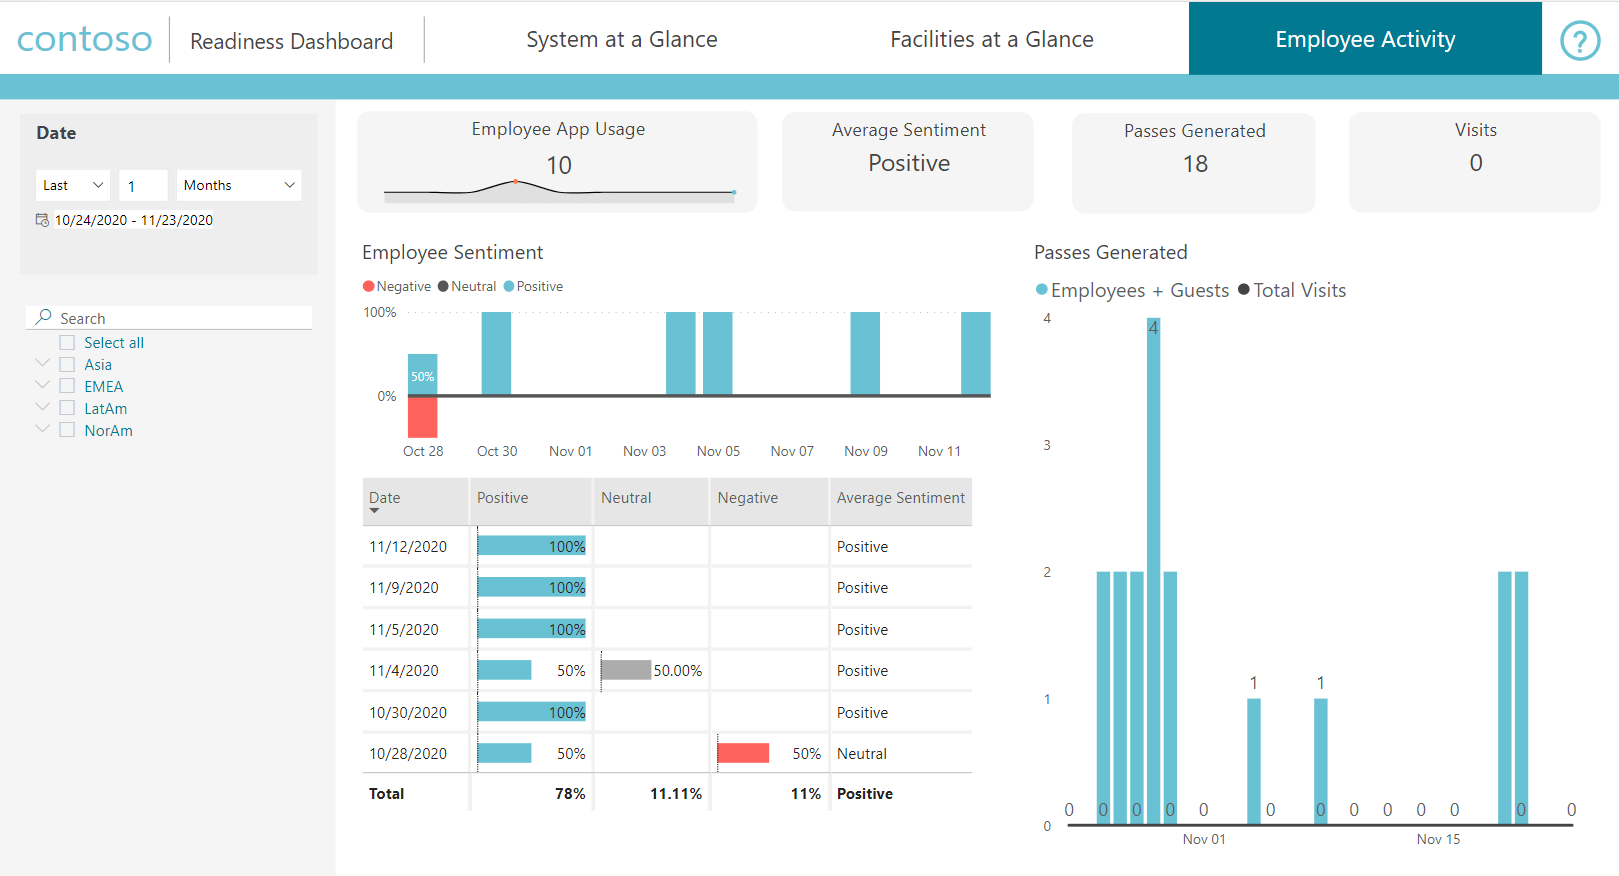 contoso
Readiness Dashboard
System at a Glance
Facilities at a Glance
Employee Activity
?
Date
Last
1
Months
10/24/2020 - 11/23/2020
Search
Select all
Asia
EMEA
LatAm
NorAm
Employee App Usage
10
Average Sentiment
Positive
Passes Generated
18
Visits
0
Employee Sentiment
Negative Neutral Positive
100%
50%
0%
Oct 28 Oct 30 Nov 01 Nov 03 Nov 05 Nov 07 Nov 09 Nov 11
Date Positive Neutral Negative Average Sentiment
11/12/2020 100% Positive
11/9/2020 100% Positive
11/5/2020 100% Positive
11/4/2020 50% 50.00% Positive
10/30/2020 100% Positive
10/28/2020 50% 50% Neutral
Total 78% 11.11% 11% Positive
Passes Generated
Employees + Guests Total Visits
4
4
3
2
1
1 1
0 0 0 0 0 0 0 0 0 0 0 0 0
0
Nov 01 Nov 15